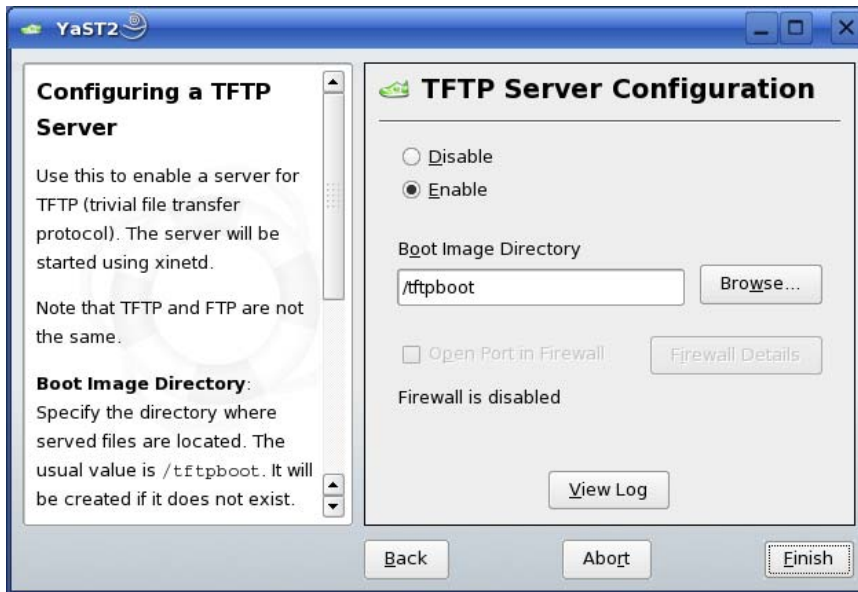 YaST2
Configuring a TFTP
Server
Use this to enable a server for
TFTP (trivial file transfer
protocol). The server will be
started using xinetd.
Note that TFTP and FTP are not
the same.
Boot Image Directory:
Specify the directory where
served files are located. The
usual value is /tftpboot. It will
be created if it does not exist.
TFTP Server Configuration
Disable
Enable
Boot Image Directory
/tftpboot
Browse...
Open Port in Firewall
Firewall Details
Firewall is disabled
View Log
Back
Abort
Finish